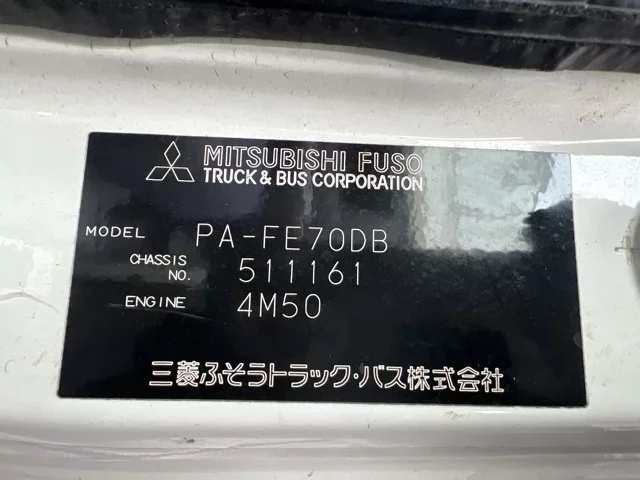 MITSUBISHI FUSO
TRUCK & BUS CORPORATION
MODEL PA-FE70DB
CHASSIS NO. 511161
ENGINE 4M50
三菱ふそうトラック・バス株式会社